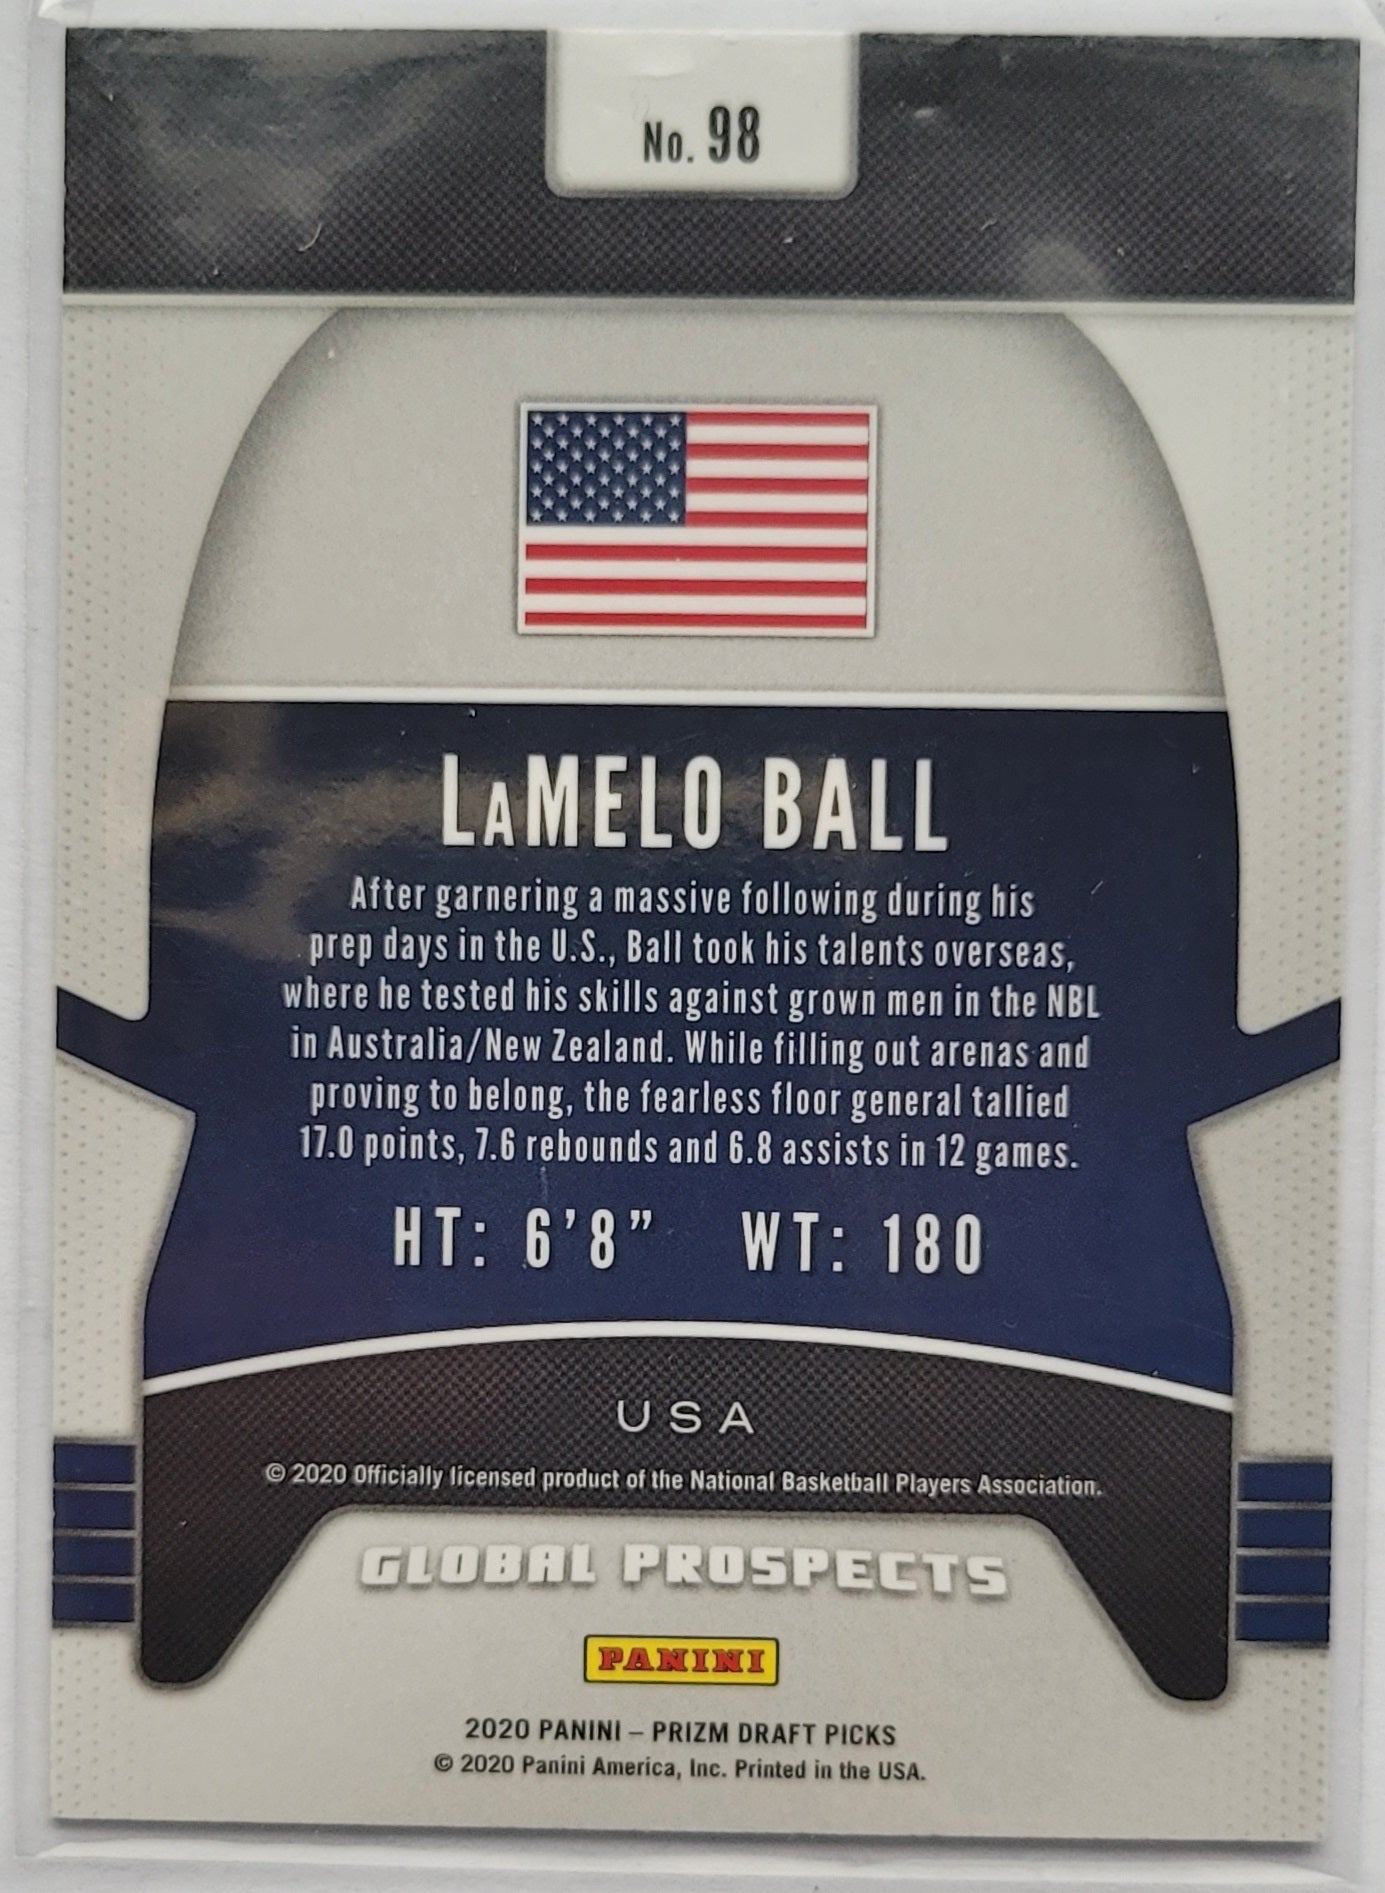 No. 98
LaMELO BALL
After garnering a massive following during his
prep days in the U.S., Ball took his talents overseas,
where he tested his skills against grown men in the NBL
in Australia/New Zealand. While filling out arenas and
proving to belong, the fearless floor general tallied
17.0 points, 7.6 rebounds and 6.8 assists in 12 games.
HT: 6'8” WT: 180
USA
© 2020 Officially licensed product of the National Basketball Players Association.
GLOBAL PROSPECTS
PANINI
2020 PANINI – PRIZM DRAFT PICKS
© 2020 Panini America, Inc. Printed in the USA.